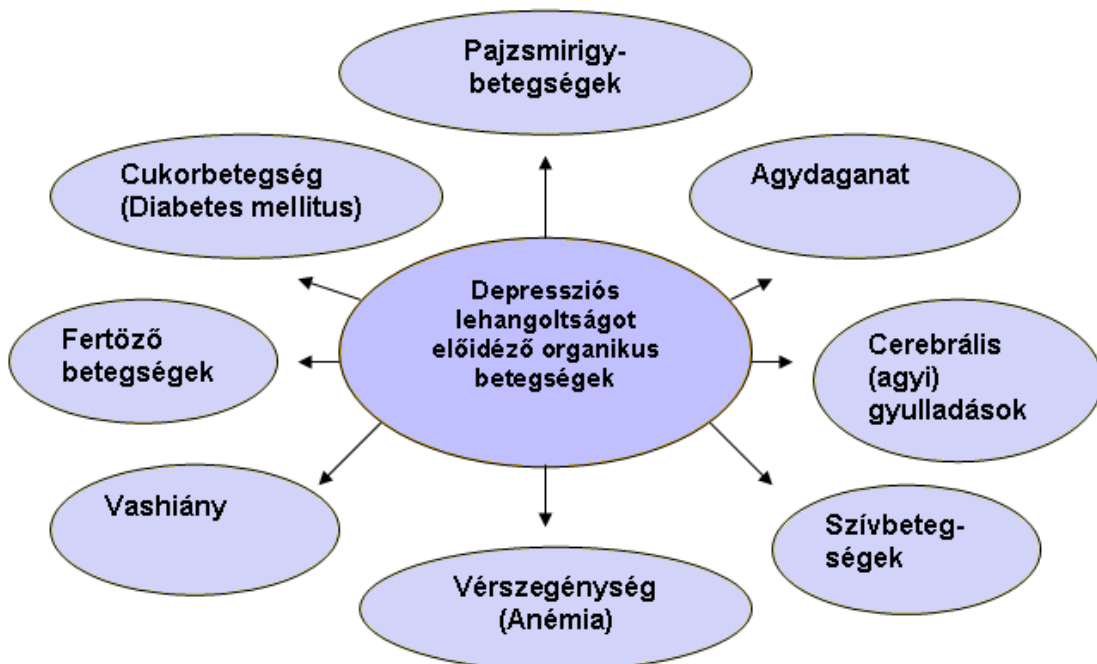 Pajzsmirigy-
betegségek
Cukorbetegség
(Diabetes mellitus)
Agydaganat
Depressziós
lehangoltságot
előidéző organikus
betegségek
Fertöző
betegségek
Cerebrális
(agyi)
gyulladások
Vashiány
Szívbeteg-
ségek
Vérszegénység
(Anémia)